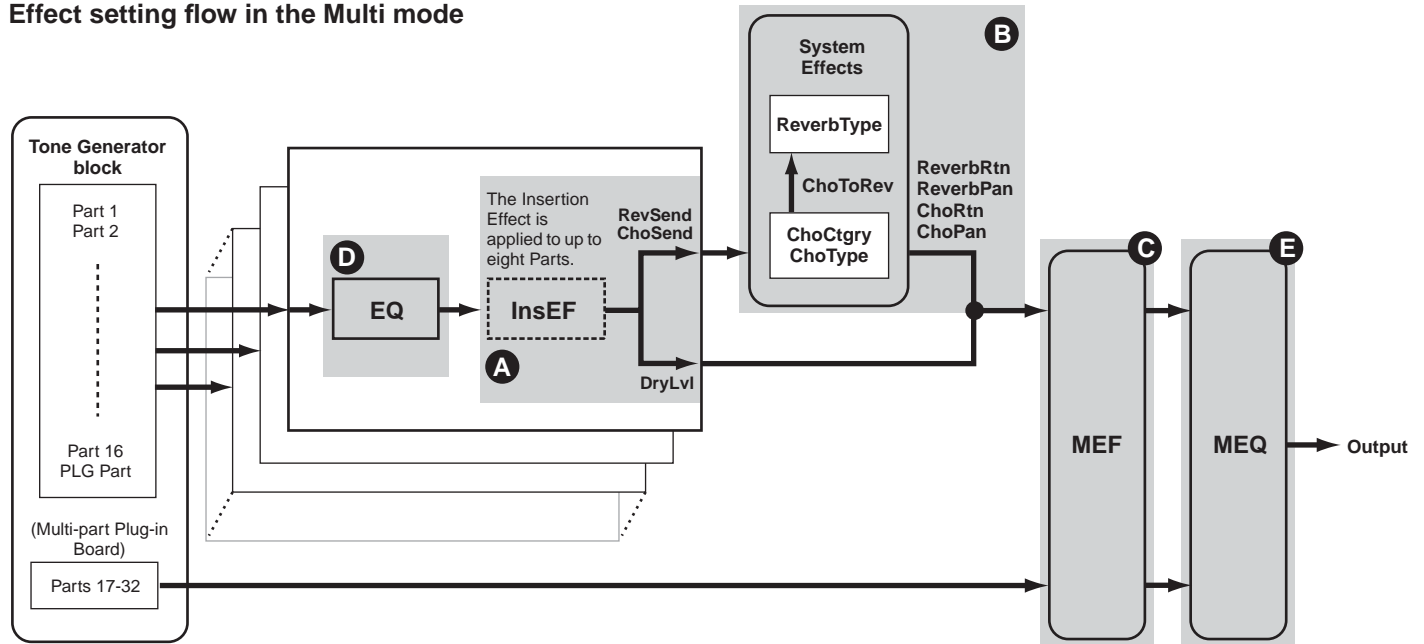 Effect setting flow in the Multi mode
Tone Generator
block
Part 1
Part 2
Part 16
PLG Part
(Multi-part Plug-in
Board)
Parts 17-32
D
EQ
The Insertion
Effect is
applied to up to
eight Parts.
InsEF
A
RevSend
ChoSend
DryLvl
B
System
Effects
ReverbType
ChoToRev
ChoCtgry
ChoType
ReverbRtn
ReverbPan
ChoRtn
ChoPan
C
MEF
E
MEQ
Output